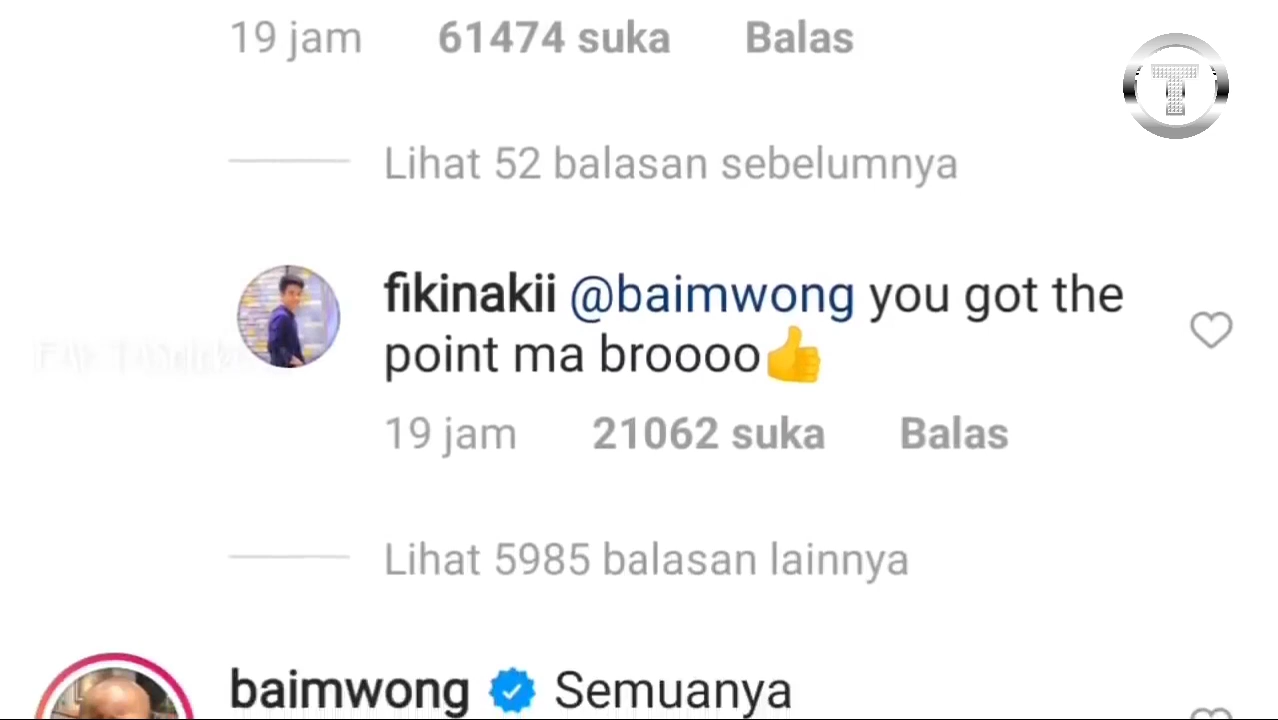 19 jam 61474 suka Balas
T
Lihat 52 balasan sebelumnya
fikinakii @baimwong you got the
point ma broooo👍
19 jam 21062 suka Balas
Lihat 5985 balasan lainnya
baimwong Semuanya